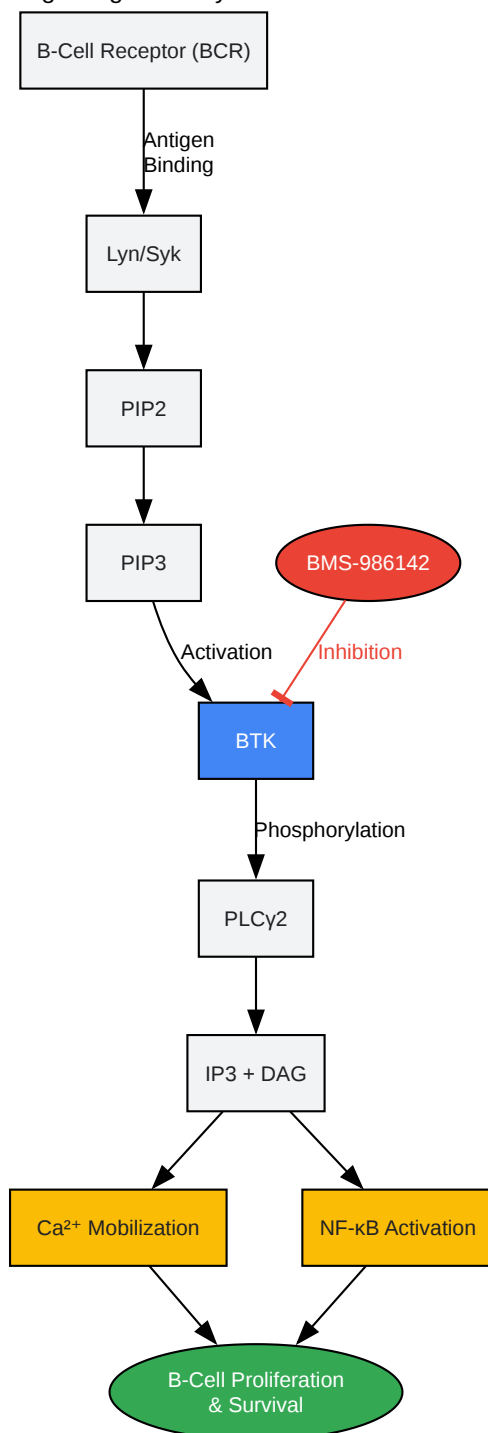 B-Cell Receptor (BCR)
Antigen
Binding
Lyn/Syk
PIP2
PIP3
BMS-986142
Activation
Inhibition
BTK
Phosphorylation
PLCγ2
IP3 + DAG
Ca²⁺ Mobilization
NF-κB Activation
B-Cell Proliferation
& Survival